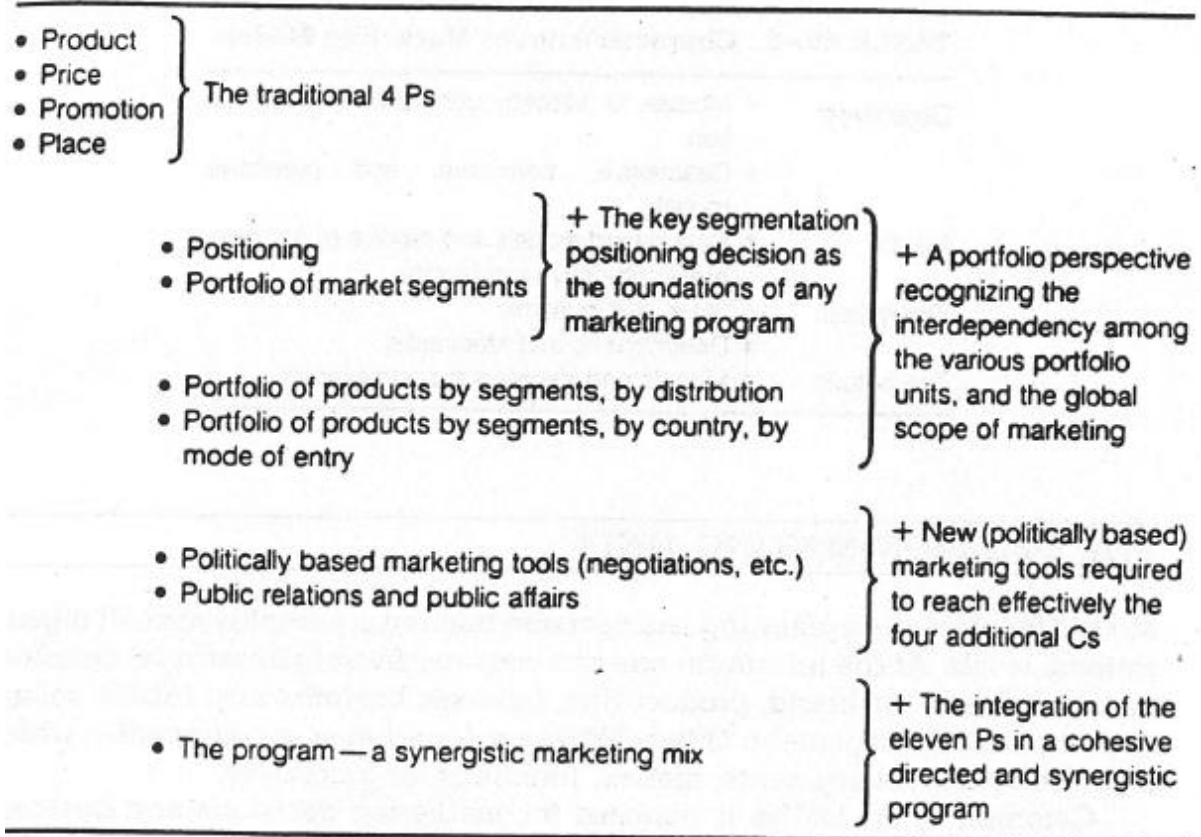 • Product
• Price
• Promotion
• Place
The traditional 4 Ps
• Positioning
• Portfolio of market segments
+ The key segmentation
positioning decision as
the foundations of any
marketing program
• Portfolio of products by segments, by distribution
• Portfolio of products by segments, by country, by
mode of entry
+ A portfolio perspective
recognizing the
interdependency among
the various portfolio
units, and the global
scope of marketing
• Politically based marketing tools (negotiations, etc.)
• Public relations and public affairs
+ New (politically based)
marketing tools required
to reach effectively the
four additional Cs
• The program — a synergistic marketing mix
+ The integration of the
eleven Ps in a cohesive
directed and synergistic
program